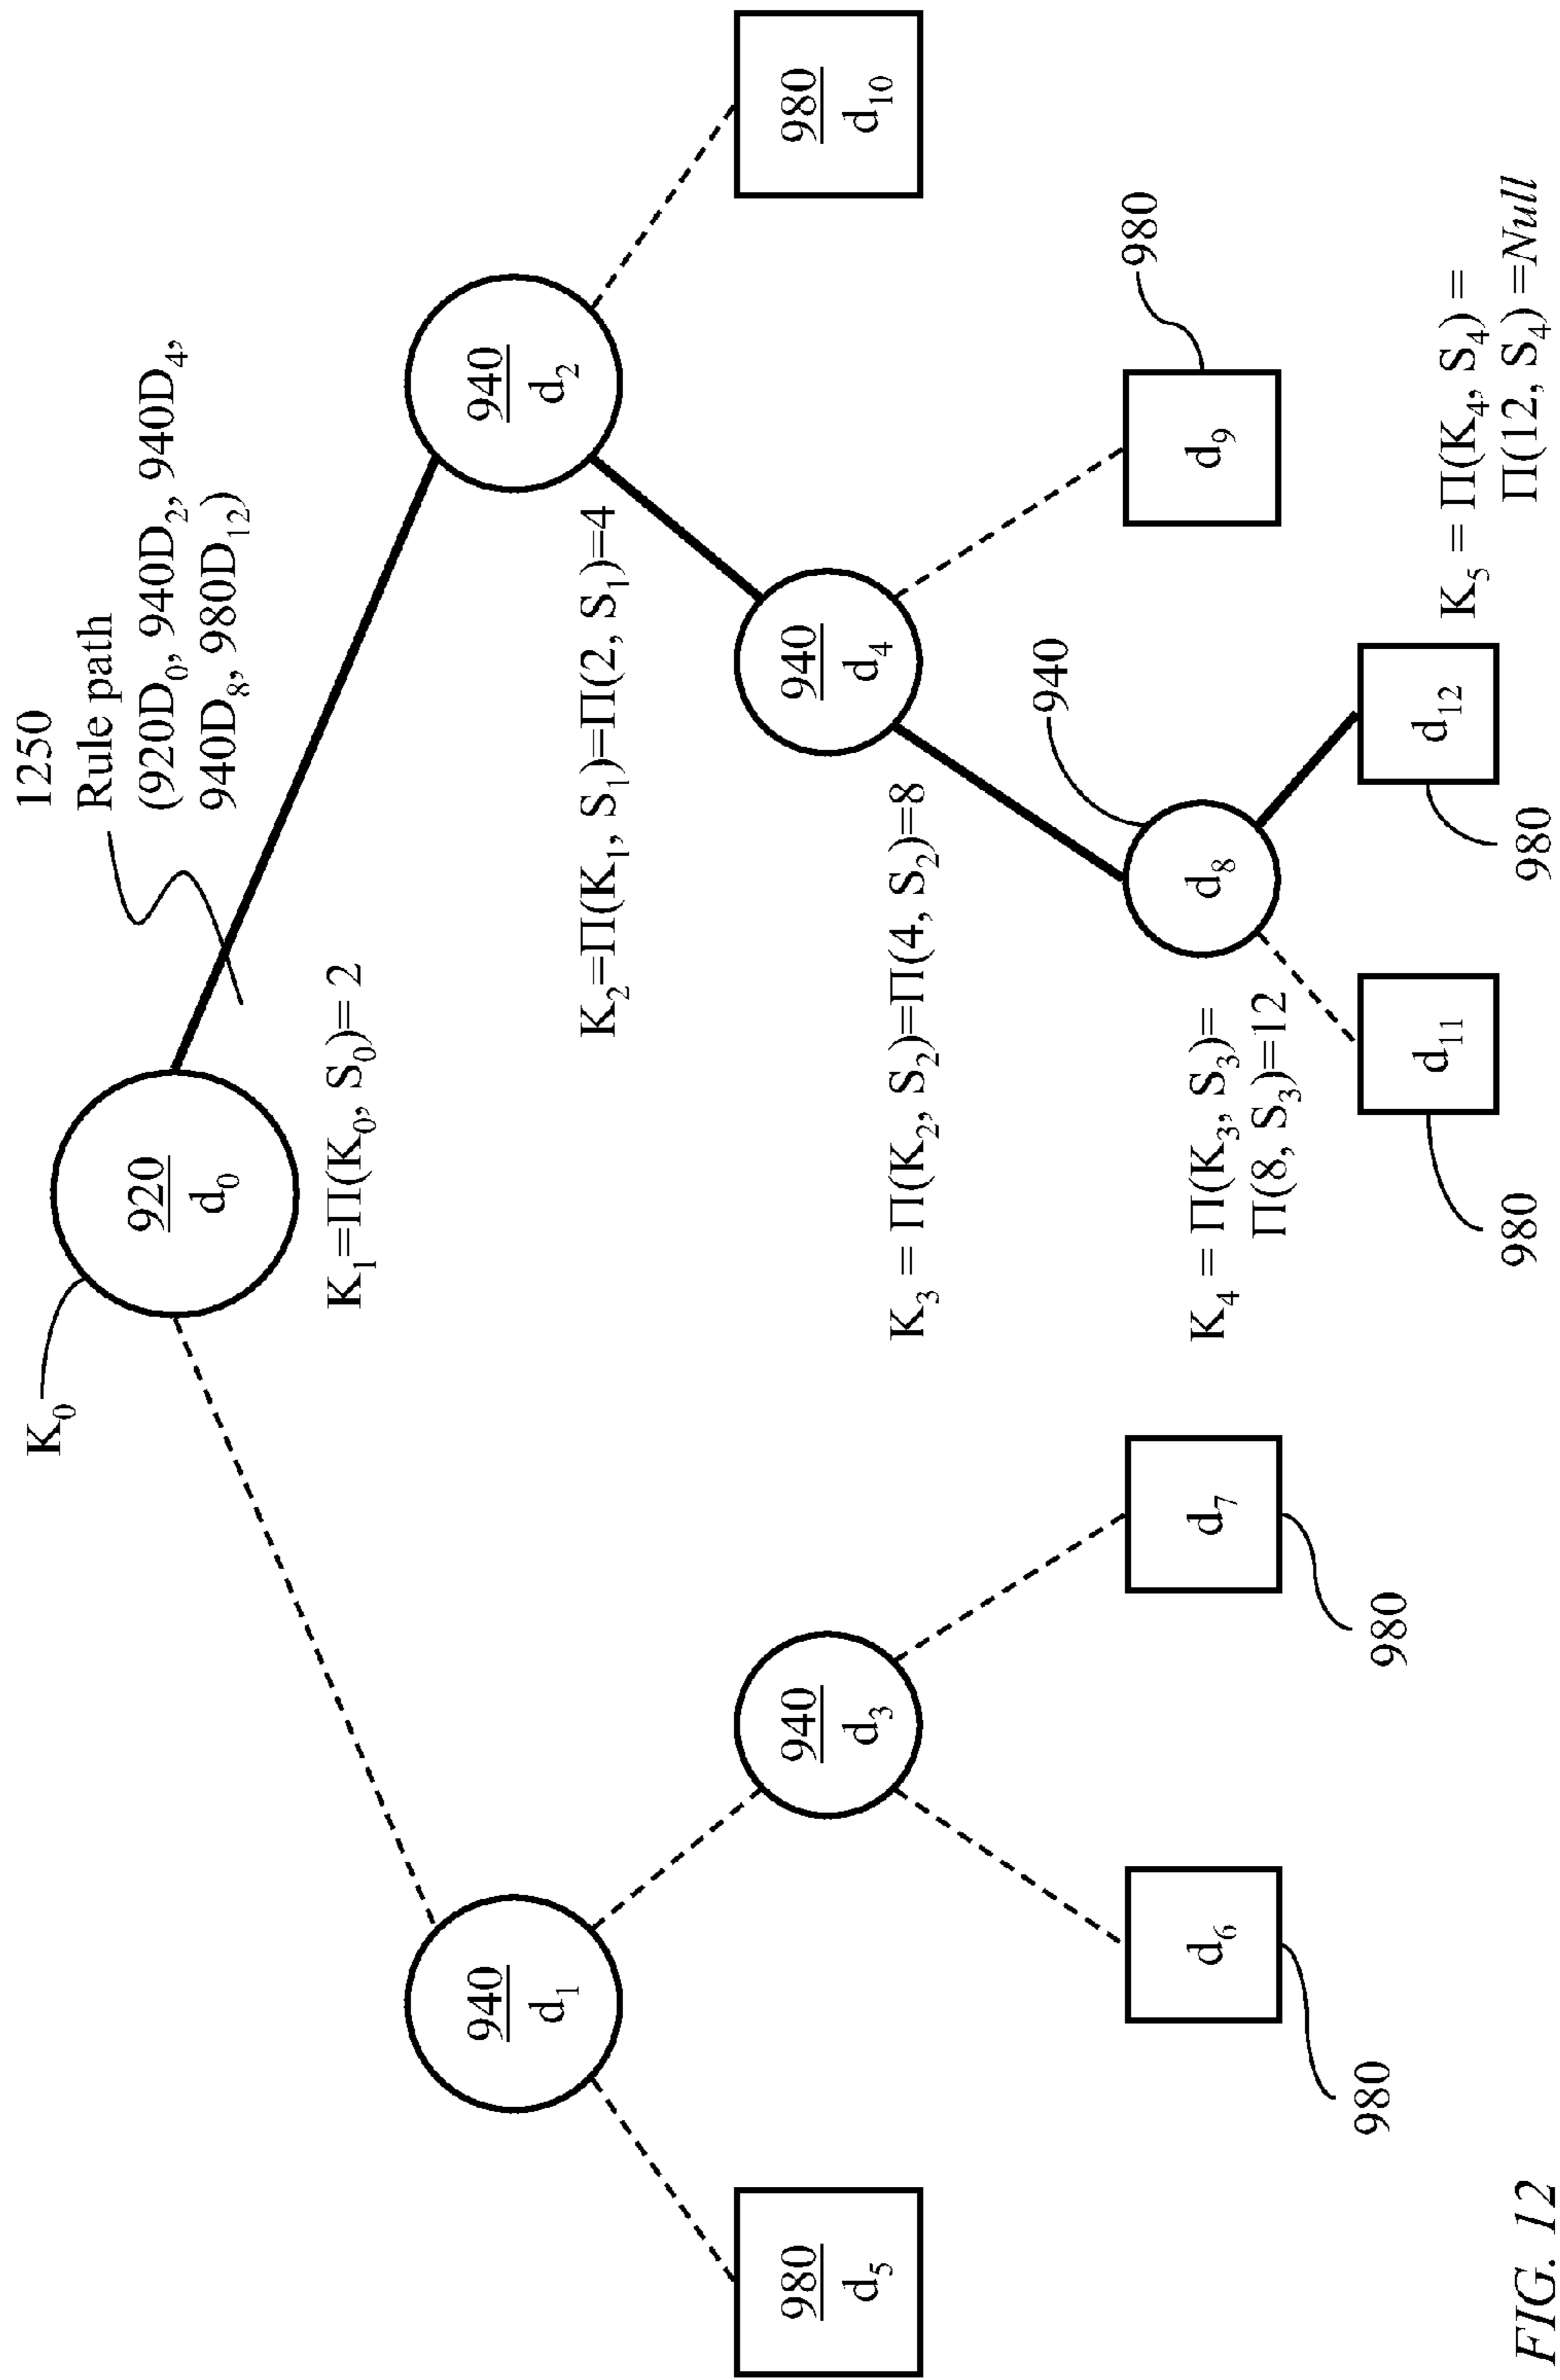 1250
Rule path
(920D₀, 940D₂, 940D₄,
940D₈, 980D₁₂)
K₀
920
d₀
K₁=Π(K₀, S₀)= 2
940
d₁
940
d₂
K₂=Π(K₁, S₁)=Π(2, S₁)=4
980
d₅
940
d₃
940
d₄
980
d₁₀
K₃ = Π(K₂, S₂)=Π(4, S₂)=8
940
980
d₆
d₇
d₈
d₉
K₄ = Π(K₃, S₃)=
Π(8, S₃)=12
980
980
d₁₁
d₁₂
K₅ = Π(K₄, S₄) =
Π(12, S₄) =Null
980
980
FIG. 12